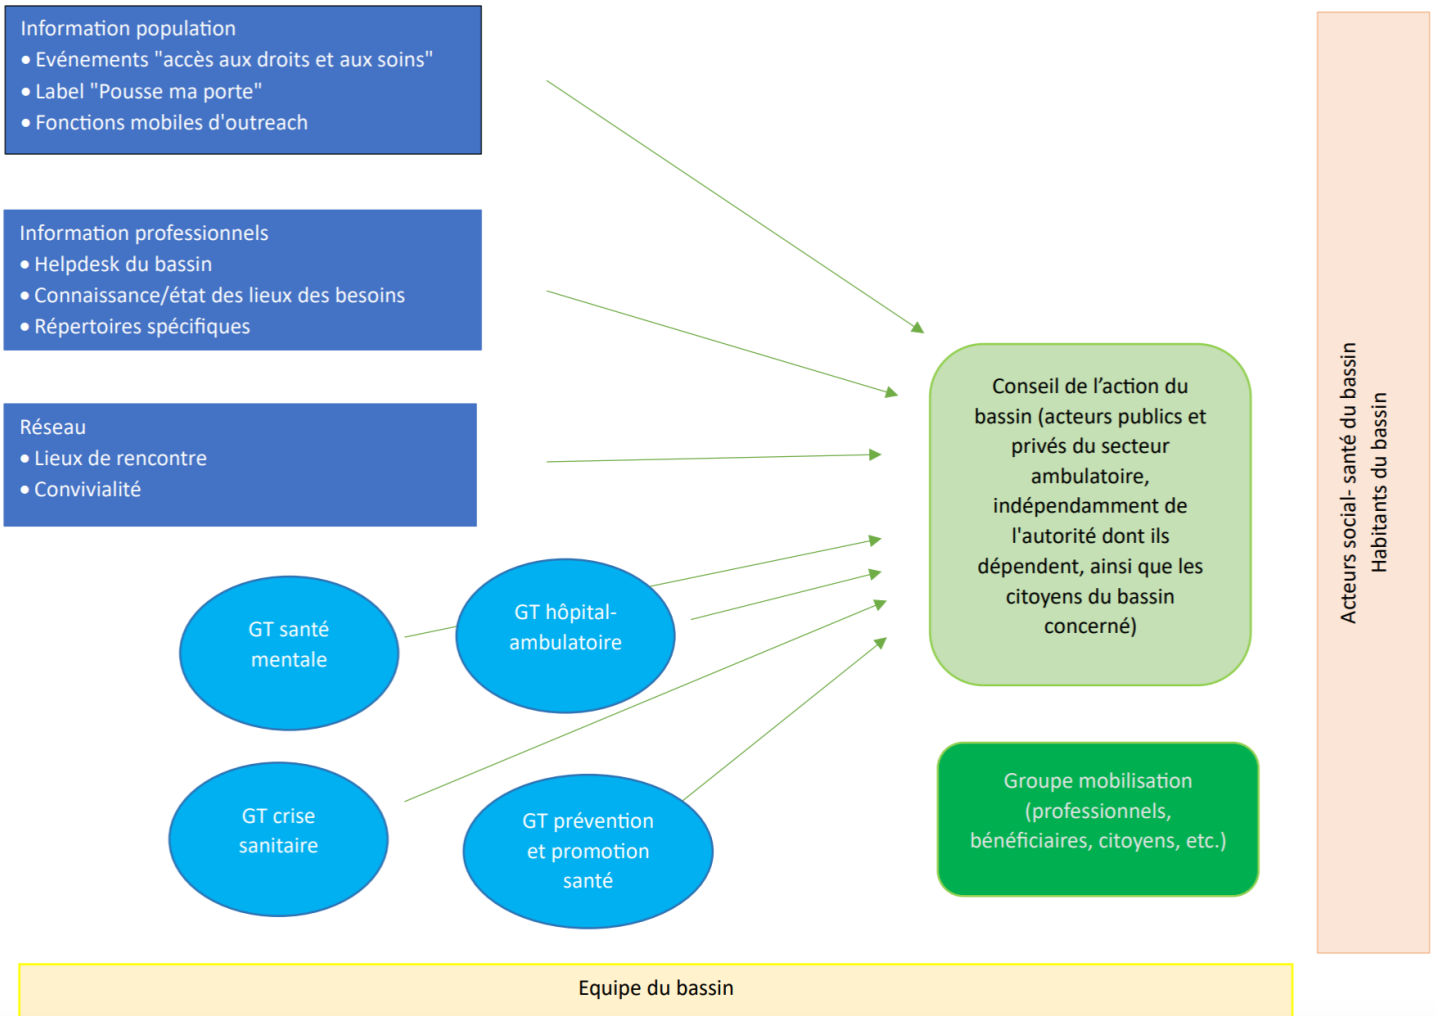 Information population
• Evénements "accès aux droits et aux soins"
• Label "Pousse ma porte"
• Fonctions mobiles d'outreach
Information professionnels
• Helpdesk du bassin
• Connaissance/état des lieux des besoins
• Répertoires spécifiques
Réseau
• Lieux de rencontre
• Convivialité
GT santé
mentale
GT hôpital-
ambulatoire
GT crise
sanitaire
GT prévention
et promotion
santé
Conseil de l’action du
bassin (acteurs publics et
privés du secteur
ambulatoire,
indépendamment de
l'autorité dont ils
dépendent, ainsi que les
citoyens du bassin
concerné)
Groupe mobilisation
(professionnels,
bénéficiaires, citoyens, etc.)
Acteurs social- santé du bassin
Habitants du bassin
Equipe du bassin